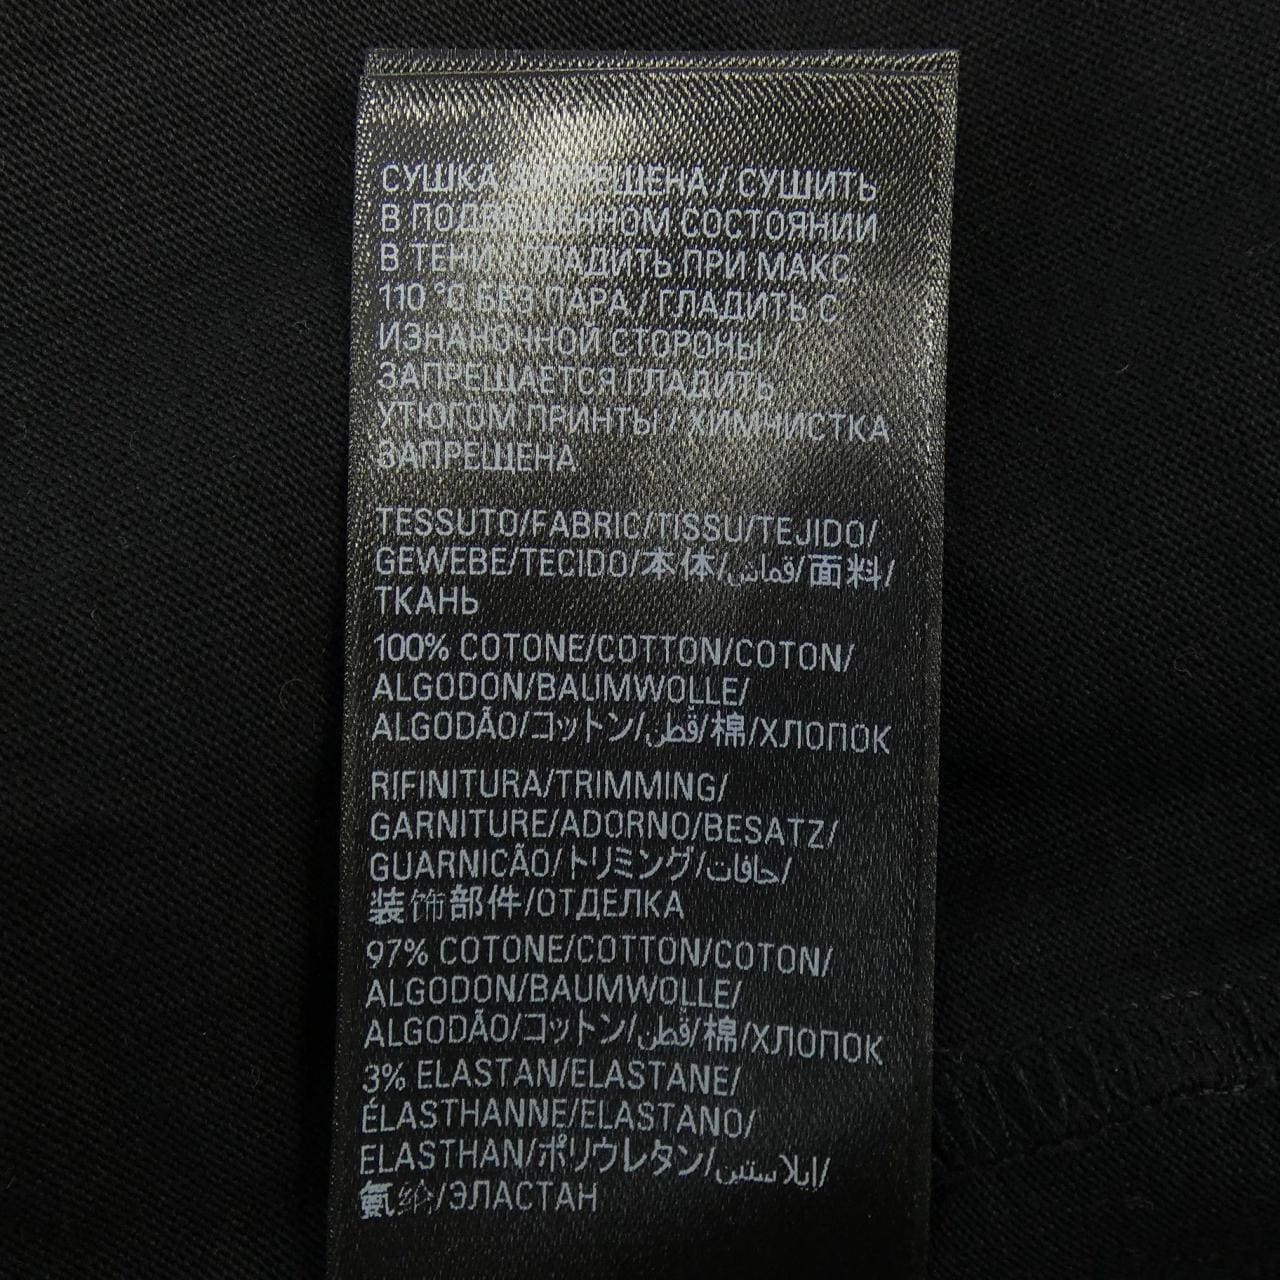 СУШКА ЗАПРЕЩЕНА / СУШИТЬ
В ПОДВЕШЕННОМ СОСТОЯНИИ
В ТЕНИ / ГЛАДИТЬ ПРИ МАКС.
110 °C БЕЗ ПАРА / ГЛАДИТЬ С
ИЗНАНОЧНОЙ СТОРОНЫ /
ЗАПРЕЩАЕТСЯ ГЛАДИТЬ
УТЮГОМ ПРИНТЫ / ХИМЧИСТКА
ЗАПРЕЩЕНА
TESSUTO/FABRIC/TISSU/TEJIDO/
GEWEBE/TECIDO/本体/قماش/面料/
ТКАНЬ
100% COTONE/COTTON/COTON/
ALGODON/BAUMWOLLE/
ALGODÃO/コットン/قطن/棉/ХЛОПОК
RIFINITURA/TRIMMING/
GARNITURE/ADORNO/BESATZ/
GUARNICÃO/トリミング/حافات/
装饰部件/ОТДЕЛКА
97% COTONE/COTTON/COTON/
ALGODON/BAUMWOLLE/
ALGODÃO/コットン/قطن/棉/ХЛОПОК
3% ELASTAN/ELASTANE/
ÉLASTHANNE/ELASTANO/
ELASTHAN/ポリウレタン/إيلاستين/
氨纶/ЭЛАСТАН